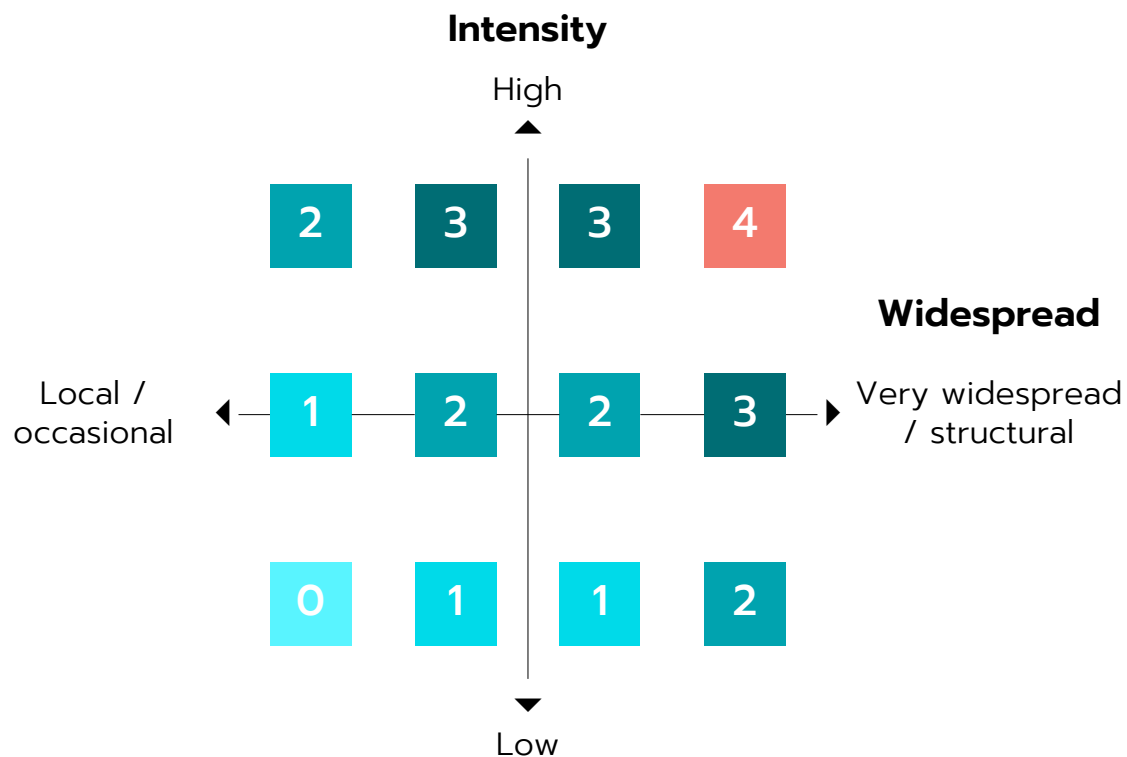 Intensity
High
2 3 3 4
Widespread
Local /
occasional
1 2 2 3
Very widespread
/ structural
0 1 1 2
Low